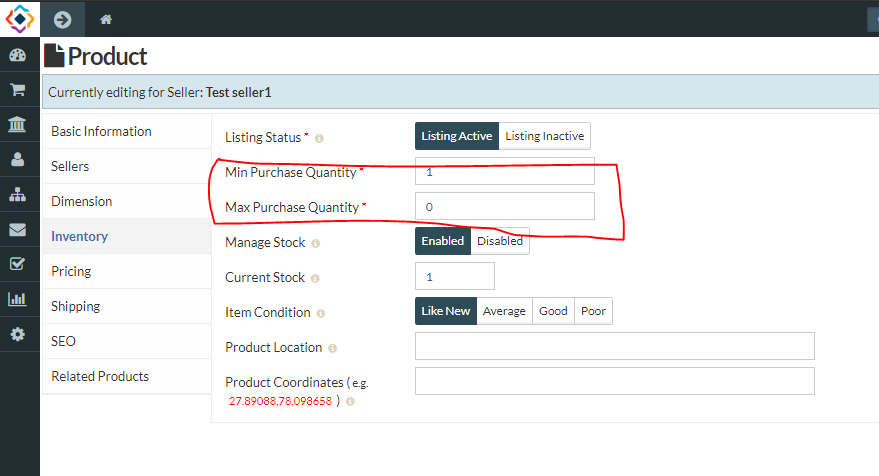 Product
Currently editing for Seller: Test seller1
Basic Information
Sellers
Dimension
Inventory
Pricing
Shipping
SEO
Related Products
Listing Status * Listing Active Listing Inactive
Min Purchase Quantity * 1
Max Purchase Quantity * 0
Manage Stock Enabled Disabled
Current Stock 1
Item Condition Like New Average Good Poor
Product Location
Product Coordinates ( e.g.
27.89088,78.098658 )